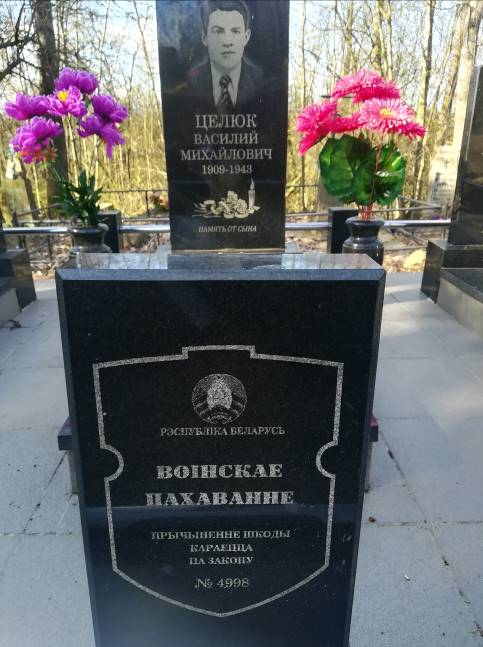 ЦЕЛЮК
ВАСИЛИЙ
МИХАЙЛОВИЧ
1909-1943
ПАМЯТЬ ОТ СЫНА
РЭСПУБЛІКА БЕЛАРУСЬ
ВОІНСКАЕ
ПАХАВАННЕ
ПРЫЧЫНЕННЕ ШКОДЫ
КАРАЕЦЦА
ПА ЗАКОНУ
№ 4998